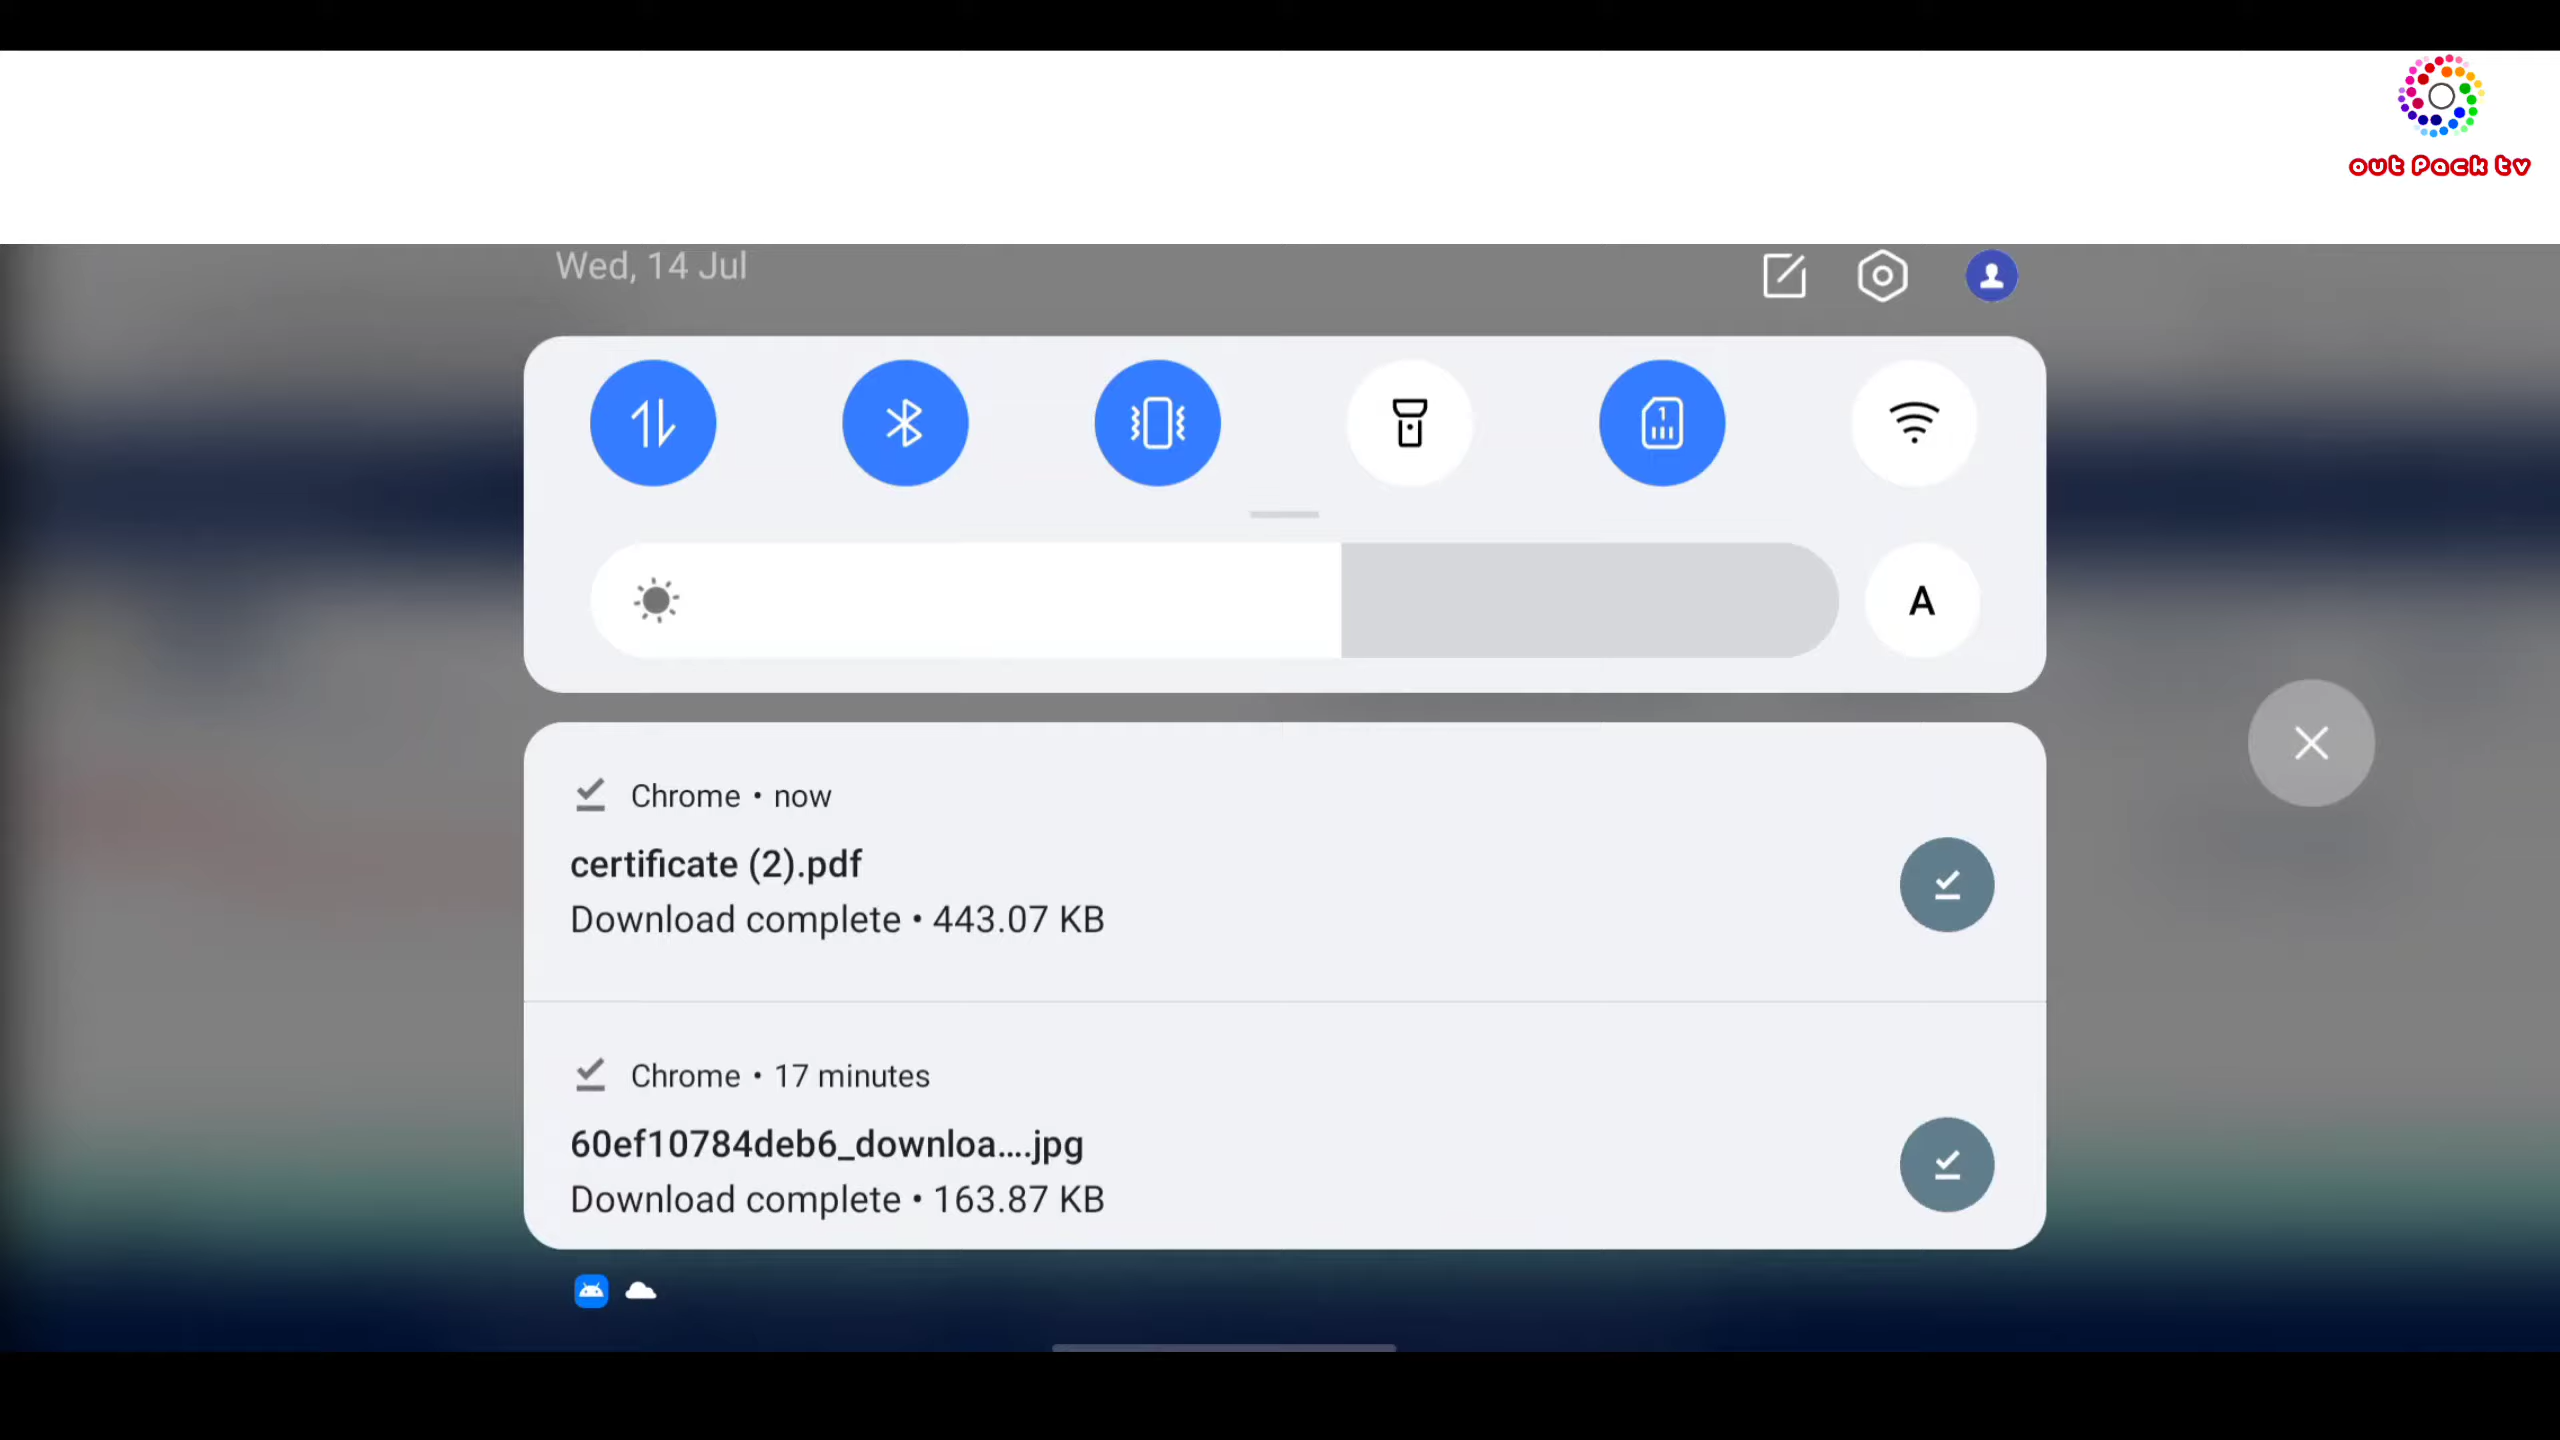 out Pack tv
Wed, 14 Jul
1
A
Chrome • now
certificate (2).pdf
Download complete • 443.07 KB
Chrome • 17 minutes
60ef10784deb6_downloa....jpg
Download complete • 163.87 KB